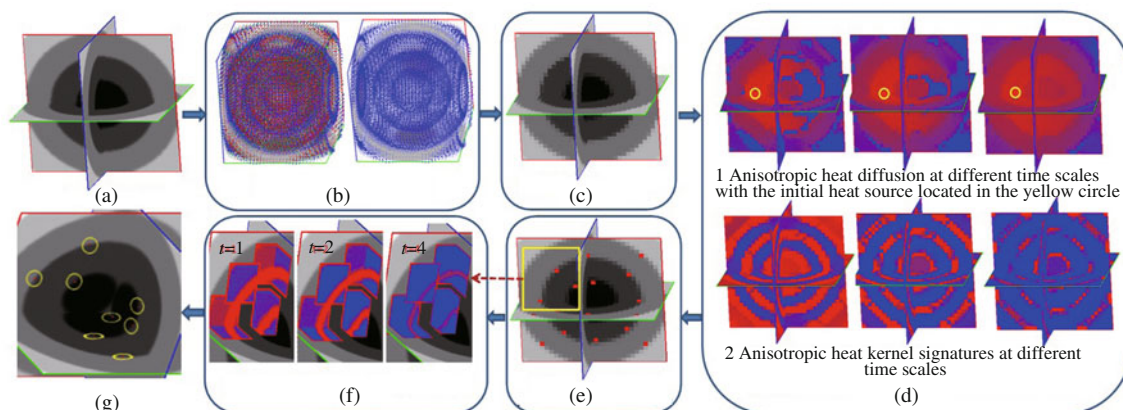 (a)
(b)
(c)
1 Anisotropic heat diffusion at different time scales
with the initial heat source located in the yellow circle
t=1
t=2
t=4
2 Anisotropic heat kernel signatures at different
time scales
(g)
(f)
(e)
(d)